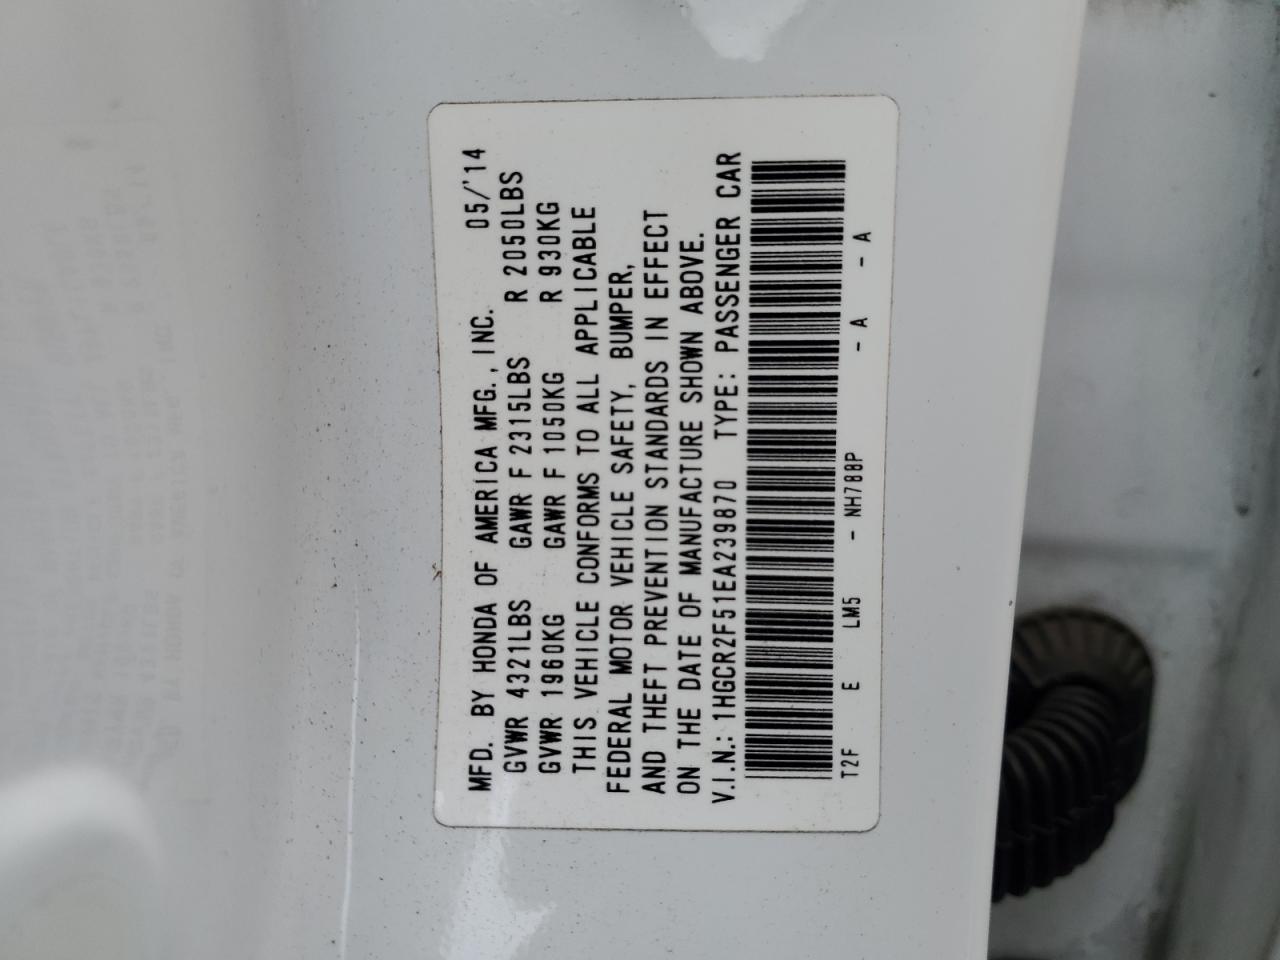 MFD. BY HONDA OF AMERICA MFG., INC. 05/'14
GVWR 4321LBS GAWR F 2315LBS R 2050LBS
GVWR 1960KG GAWR F 1050KG R 930KG
THIS VEHICLE CONFORMS TO ALL APPLICABLE
FEDERAL MOTOR VEHICLE SAFETY, BUMPER,
AND THEFT PREVENTION STANDARDS IN EFFECT
ON THE DATE OF MANUFACTURE SHOWN ABOVE.
V.I.N.: 1HGCR2F51EA239870 TYPE: PASSENGER CAR
T2F E LM5 - NH788P - A - A